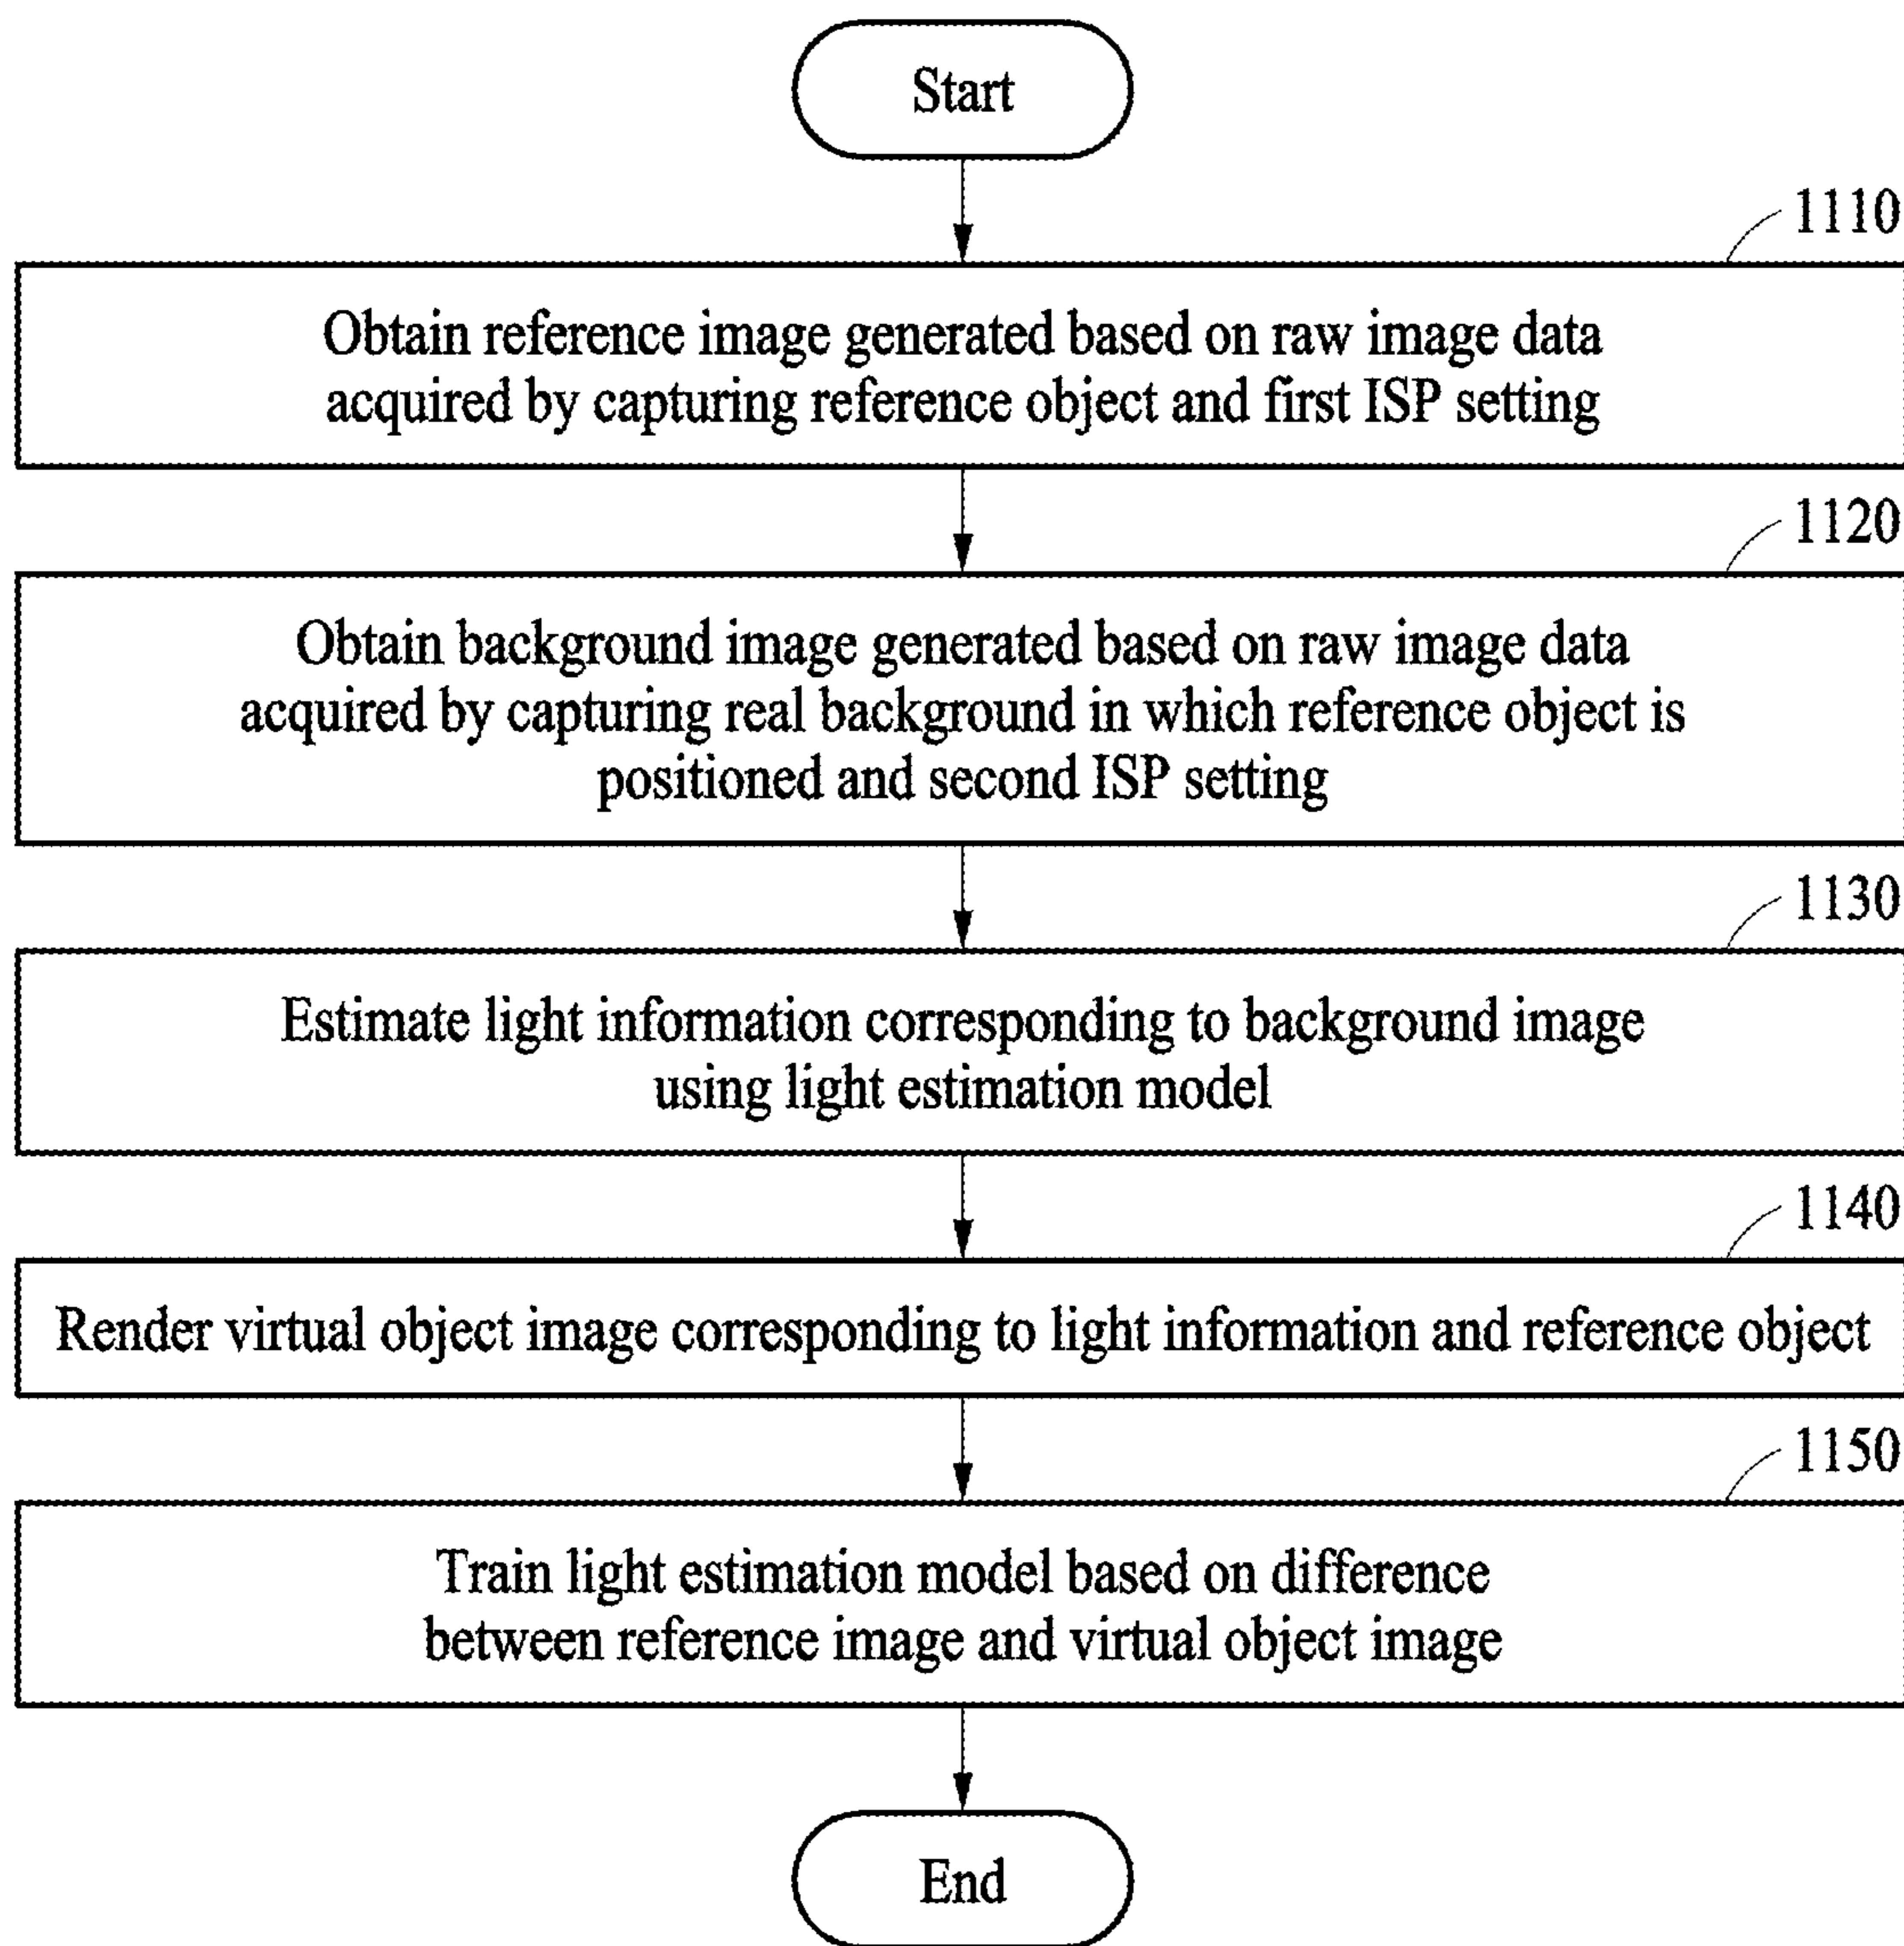 Start
1110
Obtain reference image generated based on raw image data
acquired by capturing reference object and first ISP setting
1120
Obtain background image generated based on raw image data
acquired by capturing real background in which reference object is
positioned and second ISP setting
1130
Estimate light information corresponding to background image
using light estimation model
1140
Render virtual object image corresponding to light information and reference object
1150
Train light estimation model based on difference
between reference image and virtual object image
End